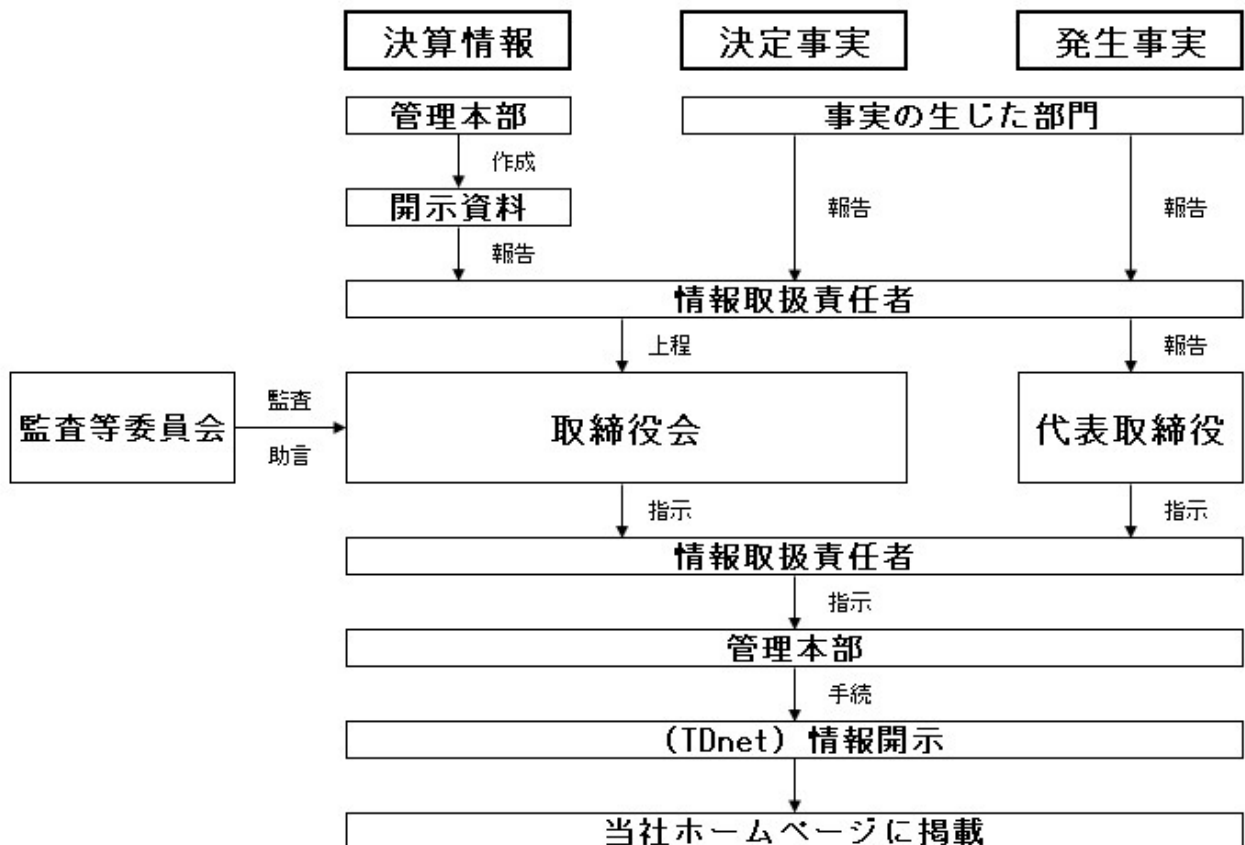 決算情報
決定事実
発生事実
管理本部
事実の生じた部門
作成
開示資料
報告
報告
報告
情報取扱責任者
上程
報告
監査等委員会
監査
助言
取締役会
代表取締役
指示
指示
情報取扱責任者
指示
管理本部
手続
(TDnet) 情報開示
当社ホームページに掲載